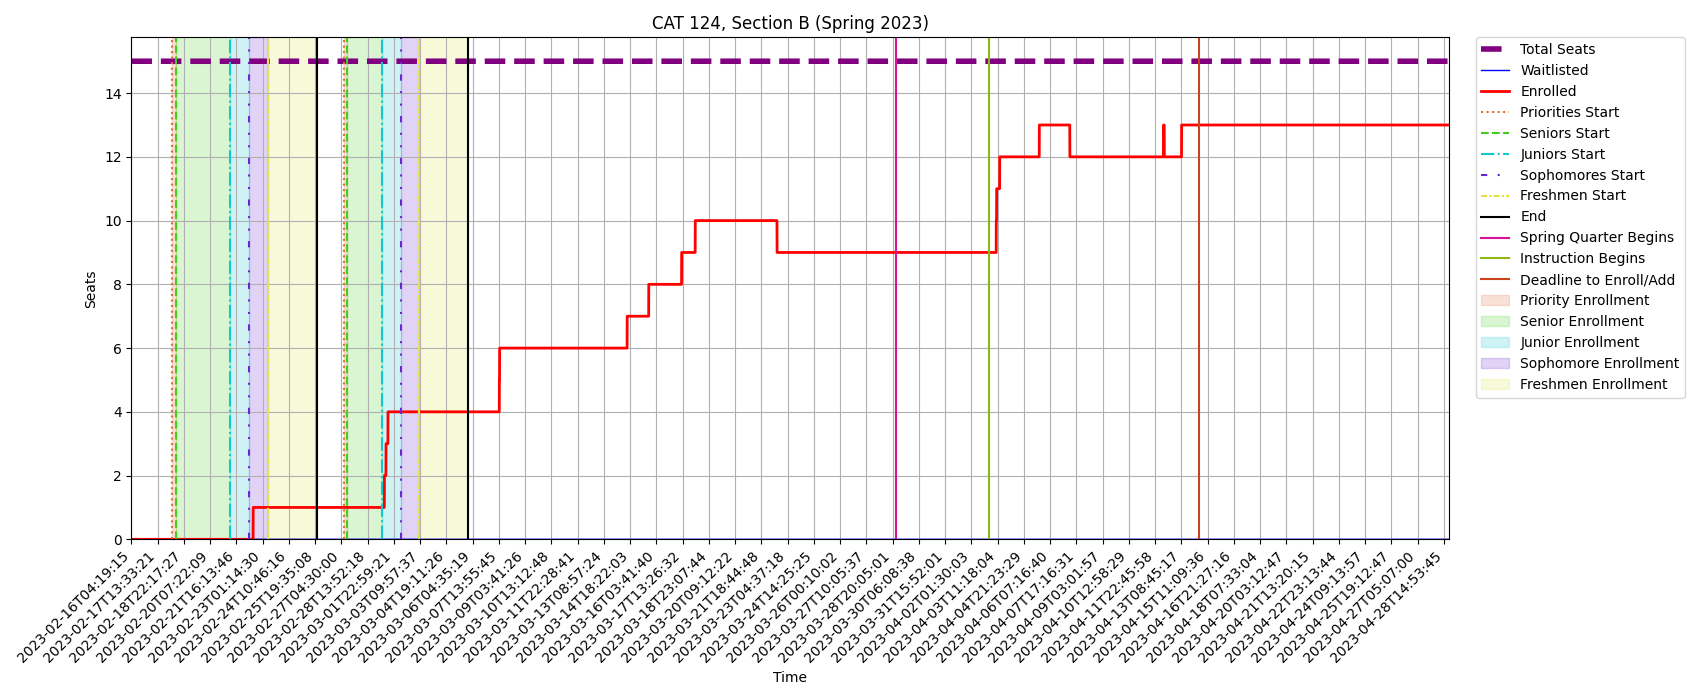 CAT 124, Section B (Spring 2023)
Seats
14
12
10
8
6
4
2
0
2023-02-16T04:19:15
2023-02-17T13:33:21
2023-02-18T22:17:27
2023-02-20T07:22:09
2023-02-21T16:13:46
2023-02-23T01:14:30
2023-02-24T10:46:16
2023-02-25T19:35:08
2023-02-27T04:30:00
2023-02-28T13:52:18
2023-03-01T22:59:21
2023-03-03T09:57:37
2023-03-04T19:11:26
2023-03-06T04:35:19
2023-03-07T13:55:45
2023-03-09T03:41:26
2023-03-10T13:12:48
2023-03-11T22:28:41
2023-03-13T08:57:24
2023-03-14T18:22:03
2023-03-16T03:41:40
2023-03-17T13:26:32
2023-03-18T23:07:44
2023-03-20T09:12:22
2023-03-21T18:44:48
2023-03-23T04:37:18
2023-03-24T14:25:25
2023-03-26T00:10:02
2023-03-27T10:05:37
2023-03-28T20:05:01
2023-03-30T06:08:38
2023-03-31T15:52:01
2023-04-02T01:30:03
2023-04-03T11:18:04
2023-04-04T21:23:29
2023-04-06T07:16:40
2023-04-07T17:16:31
2023-04-09T03:01:57
2023-04-10T12:58:29
2023-04-11T22:45:58
2023-04-13T08:45:17
2023-04-15T11:09:36
2023-04-16T21:27:16
2023-04-18T07:33:04
2023-04-20T03:12:47
2023-04-21T13:20:15
2023-04-22T23:13:44
2023-04-24T09:13:57
2023-04-25T19:12:47
2023-04-27T05:07:00
2023-04-28T14:53:45
Time
Total Seats
Waitlisted
Enrolled
Priorities Start
Seniors Start
Juniors Start
Sophomores Start
Freshmen Start
End
Spring Quarter Begins
Instruction Begins
Deadline to Enroll/Add
Priority Enrollment
Senior Enrollment
Junior Enrollment
Sophomore Enrollment
Freshmen Enrollment